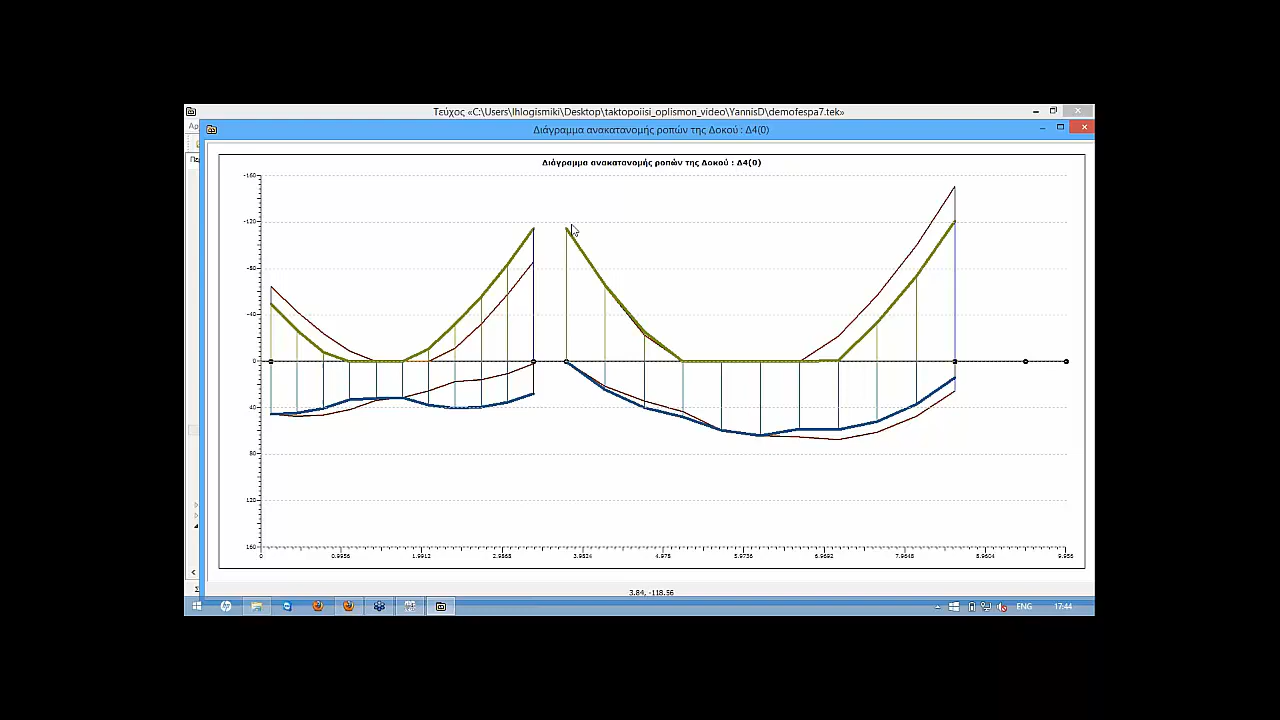 Τεύχος «C:\Users\lhlogismiki\Desktop\taktopoiisi_oplismon_video\YannisD\demofespa7.tek»
Αρ
Διάγραμμα ανακατανομής ροπών της Δοκού : Δ4(0)
Διάγραμμα ανακατανομής ροπών της Δοκού : Δ4(0)
-160
-120
-80
-40
0
40
80
120
160
0 0.9956 1.9912 2.9868 3.9824 4.978 5.9736 6.9692 7.9648 8.9604 9.956
3.84, -118.56
ENG 17:44